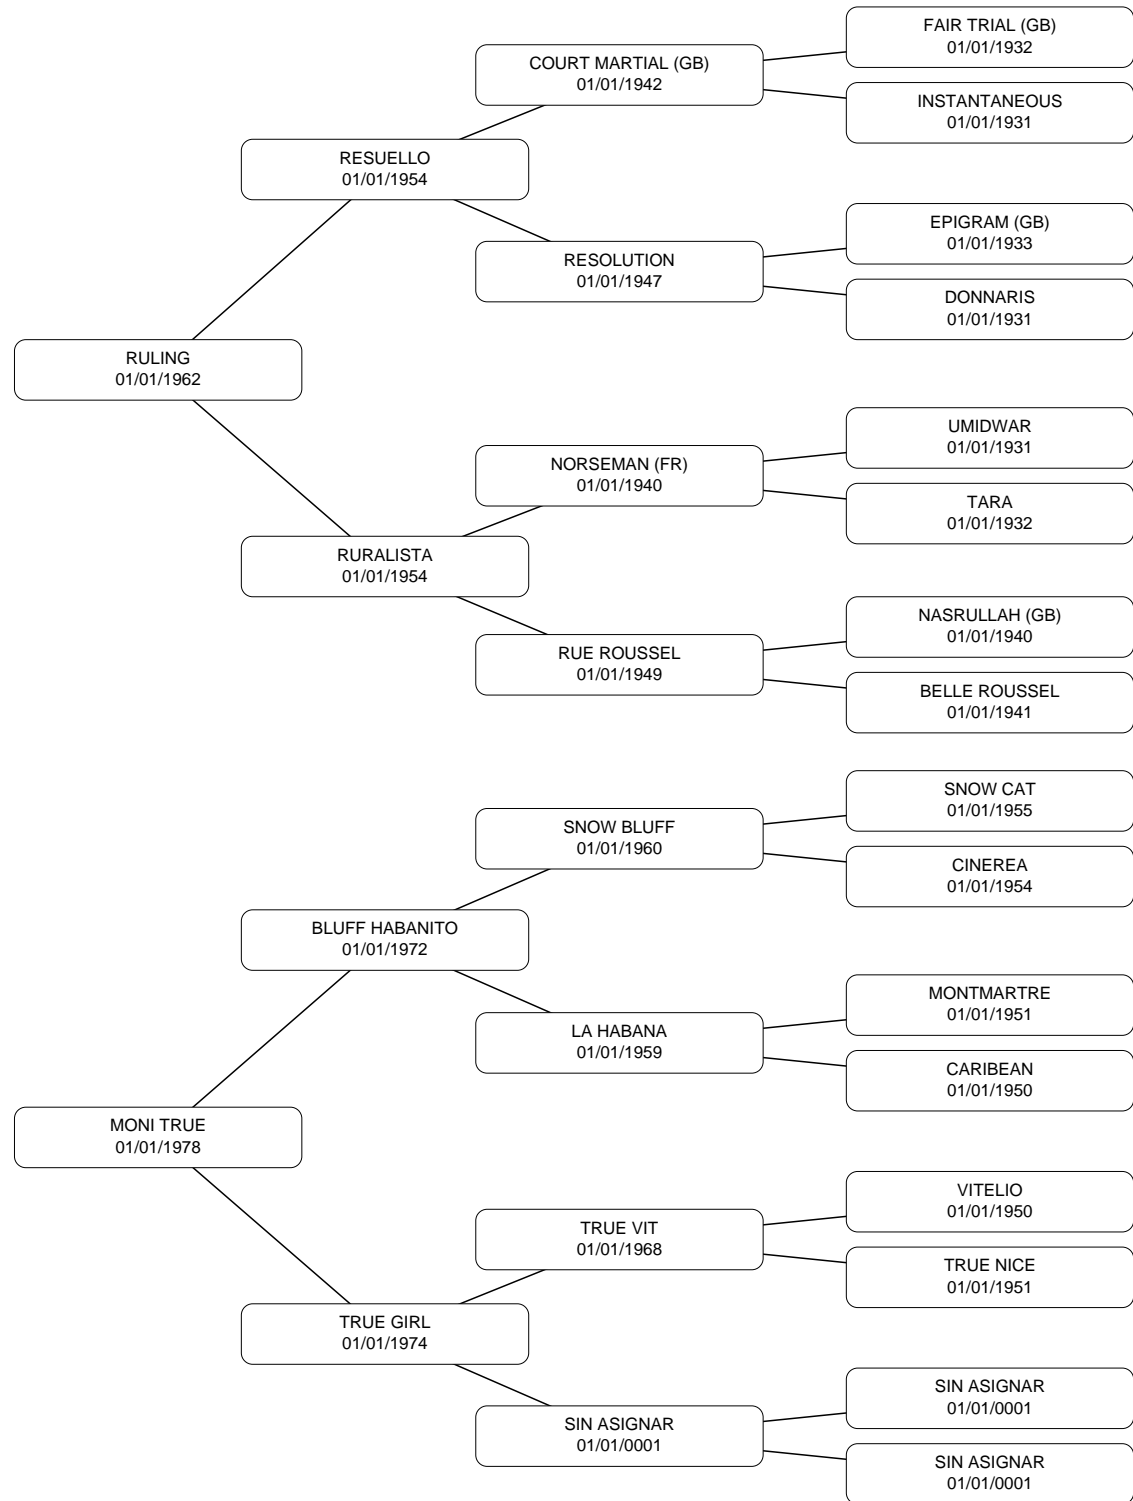 FAIR TRIAL (GB)
01/01/1932
COURT MARTIAL (GB)
01/01/1942
INSTANTANEOUS
01/01/1931
RESUELLO
01/01/1954
EPIGRAM (GB)
01/01/1933
RESOLUTION
01/01/1947
DONNARIS
01/01/1931
RULING
01/01/1962
UMIDWAR
01/01/1931
NORSEMAN (FR)
01/01/1940
TARA
01/01/1932
RURALISTA
01/01/1954
NASRULLAH (GB)
01/01/1940
RUE ROUSSEL
01/01/1949
BELLE ROUSSEL
01/01/1941
SNOW CAT
01/01/1955
SNOW BLUFF
01/01/1960
CINEREA
01/01/1954
BLUFF HABANITO
01/01/1972
MONTMARTRE
01/01/1951
LA HABANA
01/01/1959
CARIBEAN
01/01/1950
MONI TRUE
01/01/1978
VITELIO
01/01/1950
TRUE VIT
01/01/1968
TRUE NICE
01/01/1951
TRUE GIRL
01/01/1974
SIN ASIGNAR
01/01/0001
SIN ASIGNAR
01/01/0001
SIN ASIGNAR
01/01/0001